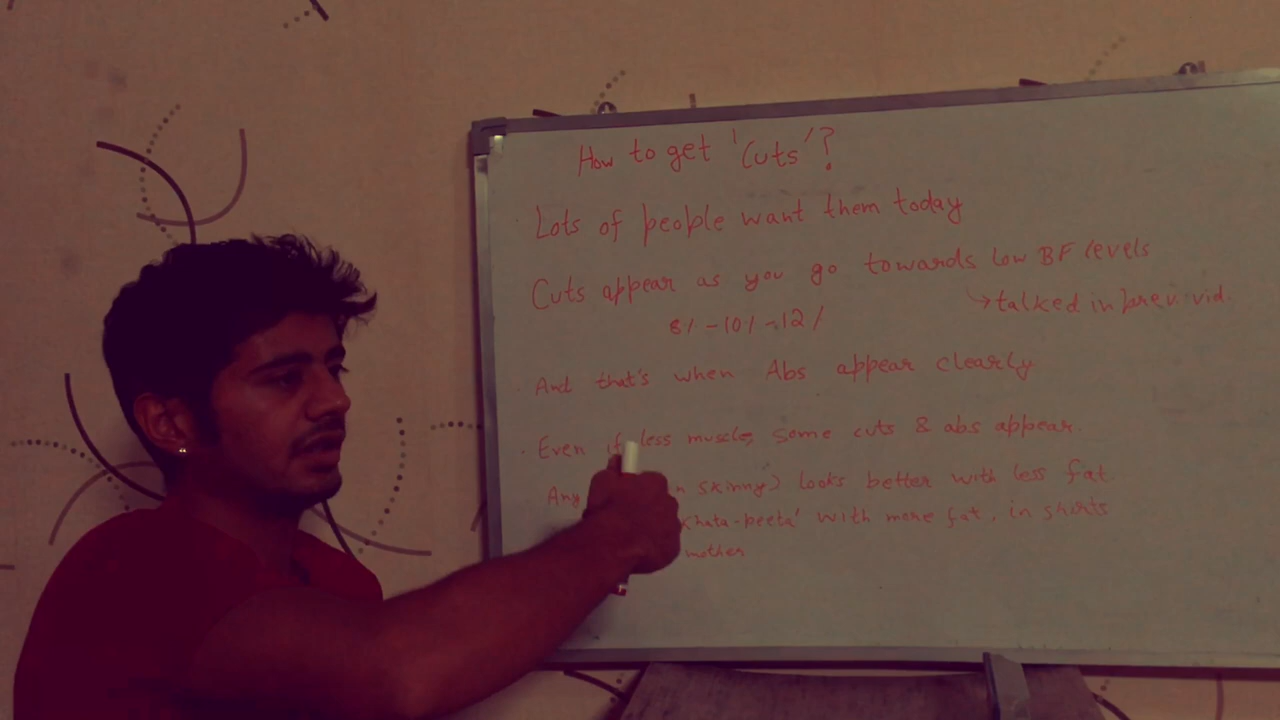 How to get 'Cuts'?
Lots of people want them today
Cuts appear as you go towards low BF levels
→ talked in prev. vid.
8% - 10% - 12%
And that's when Abs appear clearly
Even if less muscle, some cuts & abs appear.
Any skinny) looks better with less fat
khata-peeta' with more fat, in shirts
mother